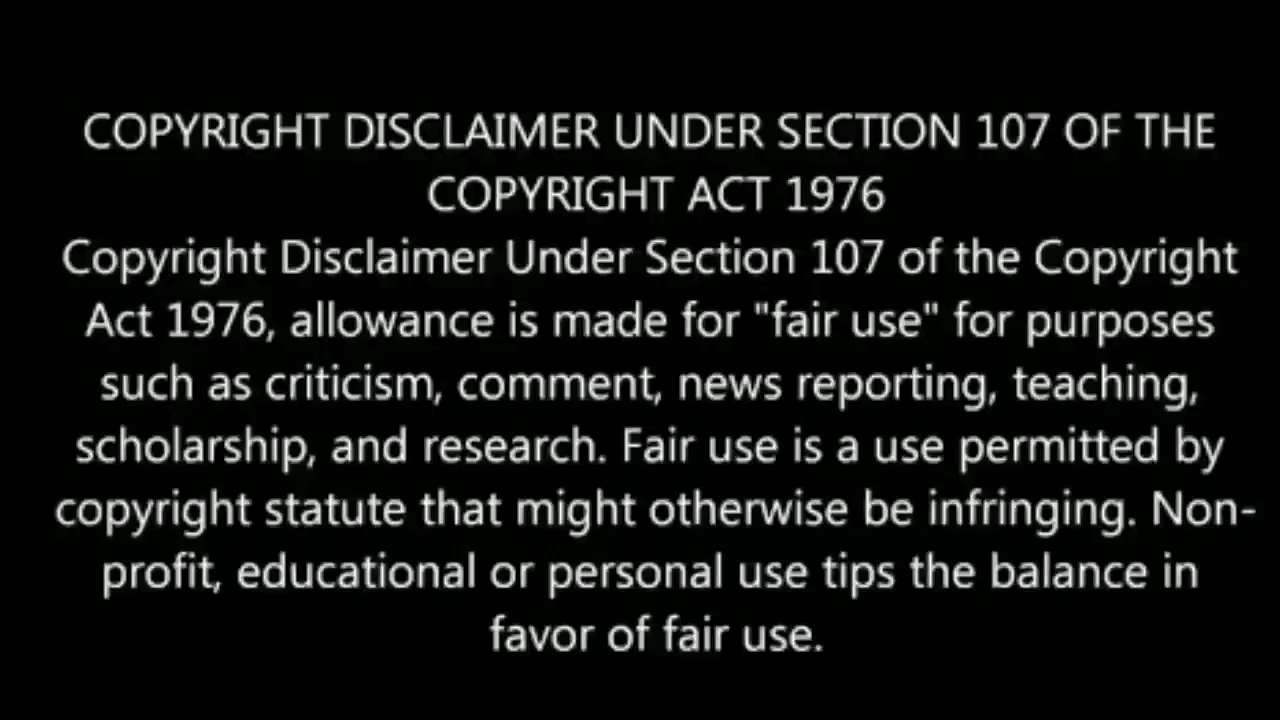 COPYRIGHT DISCLAIMER UNDER SECTION 107 OF THE
COPYRIGHT ACT 1976
Copyright Disclaimer Under Section 107 of the Copyright
Act 1976, allowance is made for "fair use" for purposes
such as criticism, comment, news reporting, teaching,
scholarship, and research. Fair use is a use permitted by
copyright statute that might otherwise be infringing. Non-
profit, educational or personal use tips the balance in
favor of fair use.